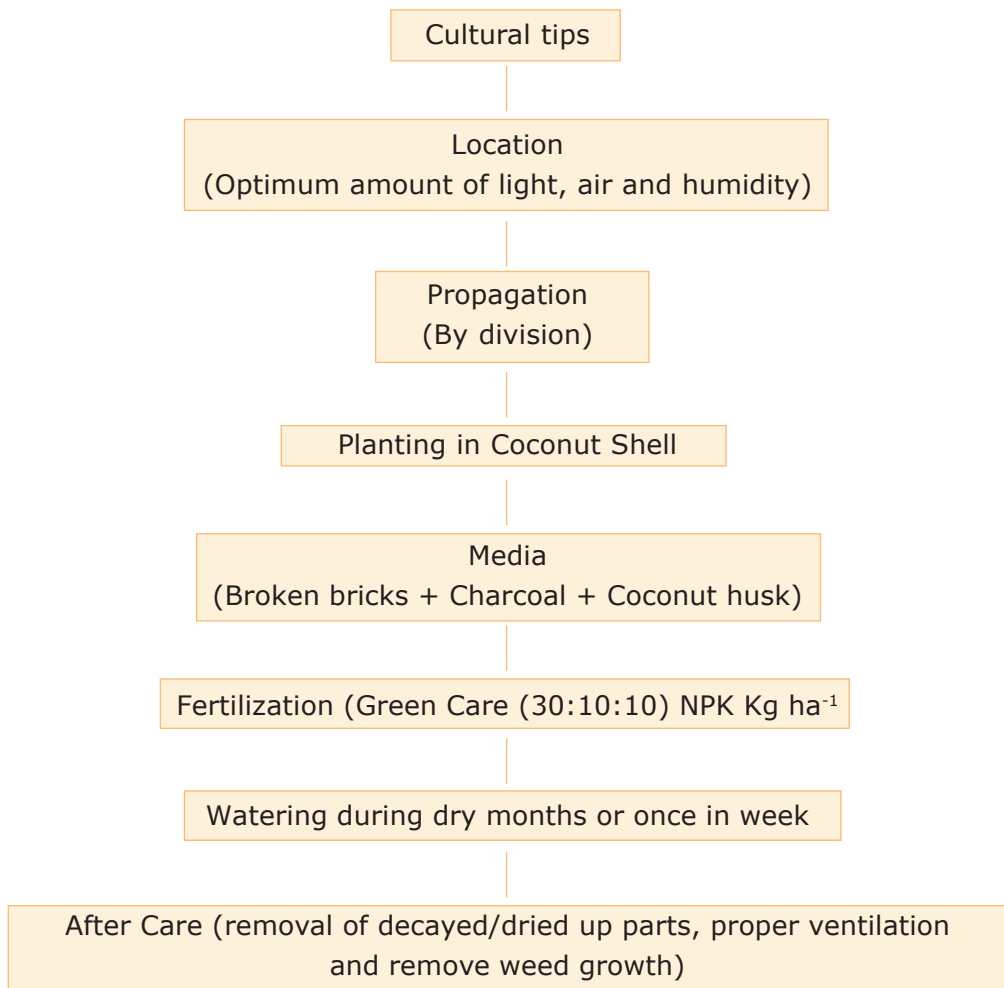 Cultural tips
Location
(Optimum amount of light, air and humidity)
Propagation
(By division)
Planting in Coconut Shell
Media
(Broken bricks + Charcoal + Coconut husk)
Fertilization (Green Care (30:10:10) NPK Kg ha⁻¹
Watering during dry months or once in week
After Care (removal of decayed/dried up parts, proper ventilation
and remove weed growth)